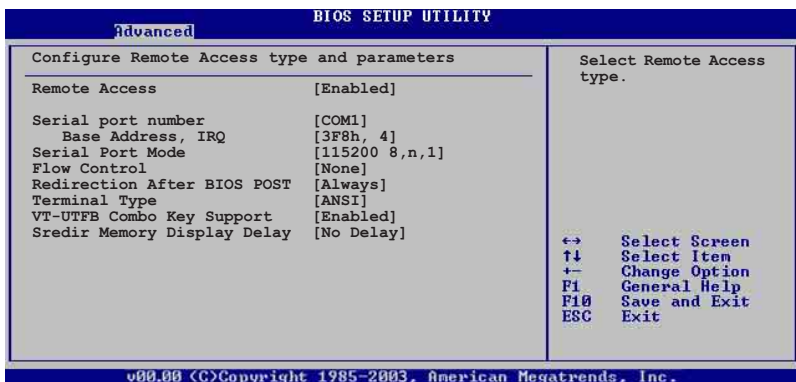 BIOS SETUP UTILITY
Advanced
Configure Remote Access type and parameters
Remote Access [Enabled]
Serial port number [COM1]
Base Address, IRQ [3F8h, 4]
Serial Port Mode [115200 8,n,1]
Flow Control [None]
Redirection After BIOS POST [Always]
Terminal Type [ANSI]
VT-UTFB Combo Key Support [Enabled]
Sredir Memory Display Delay [No Delay]
Select Remote Access
type.
↔ Select Screen
↑↓ Select Item
+- Change Option
F1 General Help
F10 Save and Exit
ESC Exit
v00.00 (C)Copyright 1985-2003, American Megatrends, Inc.